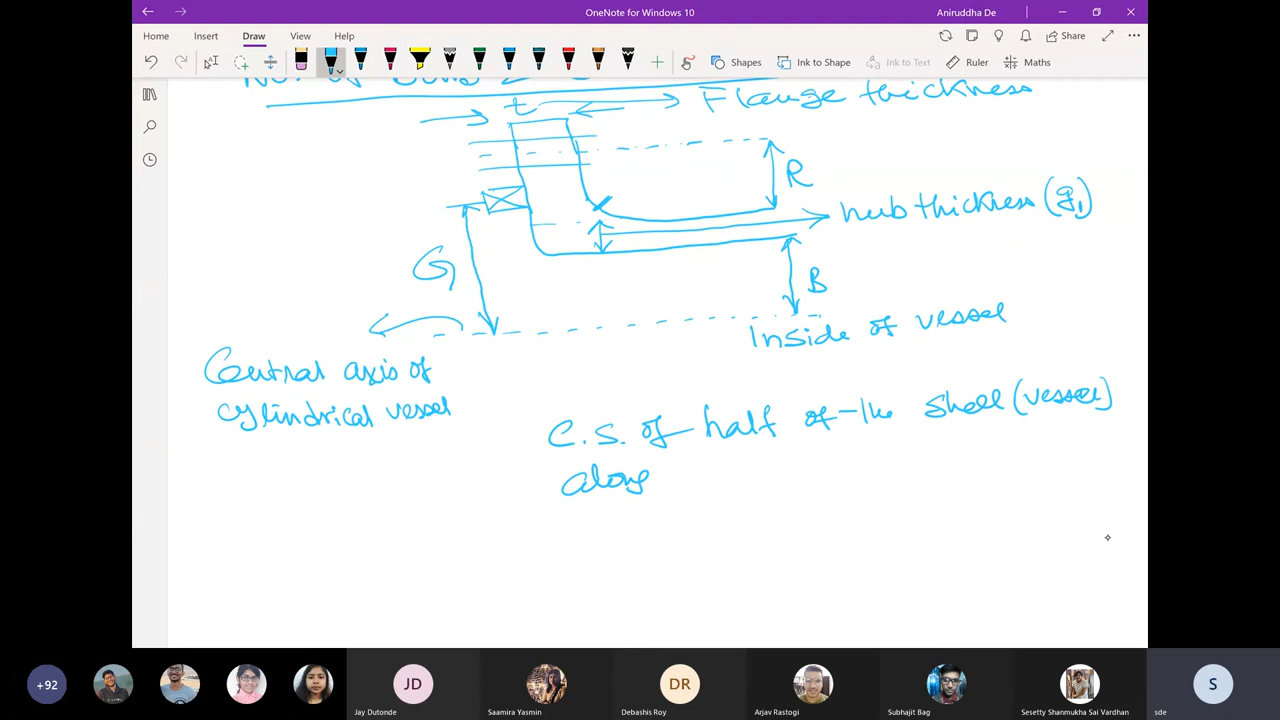 OneNote for Windows 10
Aniruddha De
Home Insert Draw View Help
Share
Shapes Ink to Shape Ink to Text Ruler Maths
t
Flange thickness
R
hub thickness (g1)
G
B
Inside of vessel
Central axis of
cylindrical vessel
C.S. of half of the shell (vessel)
along
+92
JD
DR
S
Jay Dutonde
Saamira Yasmin
Debashis Roy
Arjav Rastogi
Subhajit Bag
Sesetty Shanmukha Sai Vardhan
sde